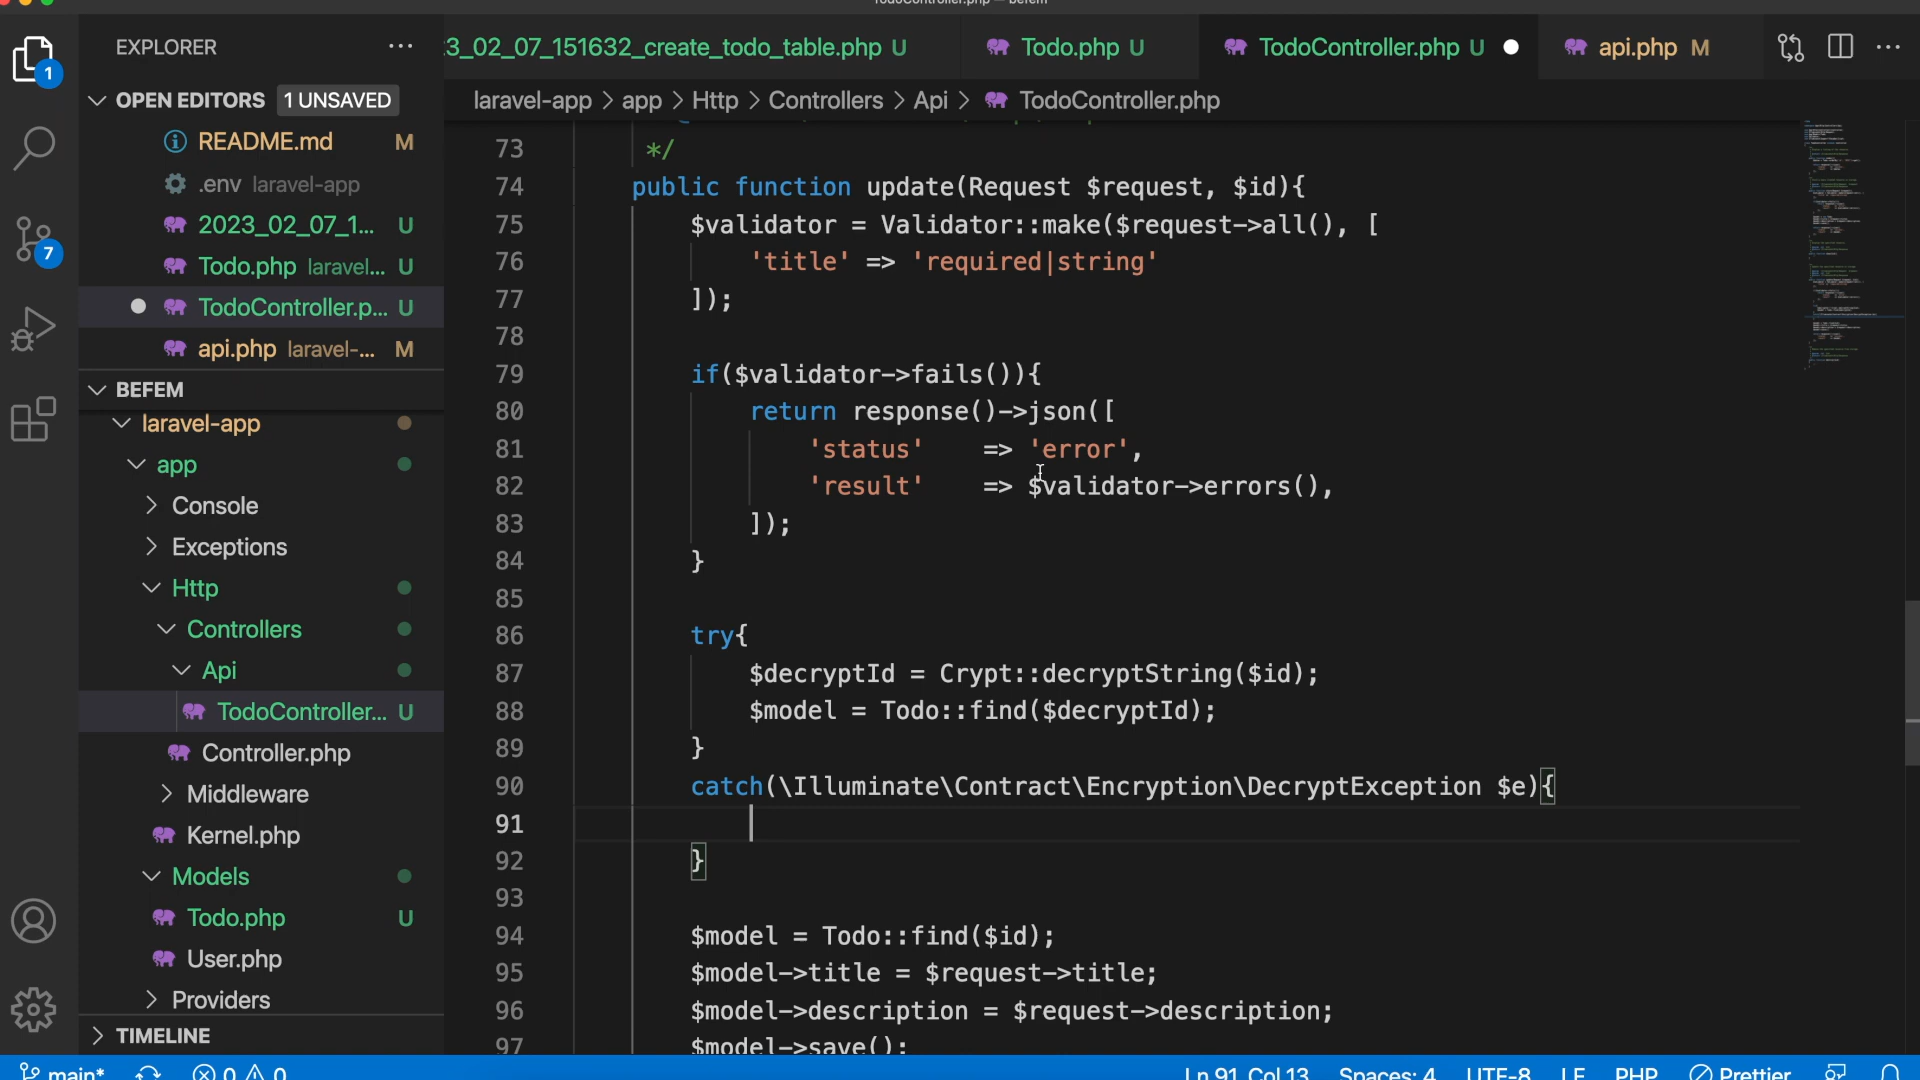 TodoController.php — befem
EXPLORER
OPEN EDITORS 1 UNSAVED
README.md M
.env laravel-app
2023_02_07_1... U
Todo.php laravel... U
TodoController.p... U
api.php laravel-... M
BEFEM
laravel-app
app
Console
Exceptions
Http
Controllers
Api
TodoController... U
Controller.php
Middleware
Kernel.php
Models
Todo.php U
User.php
Providers
TIMELINE
1
7
3_02_07_151632_create_todo_table.php U
Todo.php U
TodoController.php U
api.php M
laravel-app > app > Http > Controllers > Api > TodoController.php
73 */
74 public function update(Request $request, $id){
75 $validator = Validator::make($request->all(), [
76 'title' => 'required|string'
77 ]);
78
79 if($validator->fails()){
80 return response()->json([
81 'status' => 'error',
82 'result' => $validator->errors(),
83 ]);
84 }
85
86 try{
87 $decryptId = Crypt::decryptString($id);
88 $model = Todo::find($decryptId);
89 }
90 catch(\Illuminate\Contract\Encryption\DecryptException $e){
91
92 }
93
94 $model = Todo::find($id);
95 $model->title = $request->title;
96 $model->description = $request->description;
97 $model->save();
main* 0 0 Ln 91, Col 13 Spaces: 4 UTF-8 LF PHP Prettier